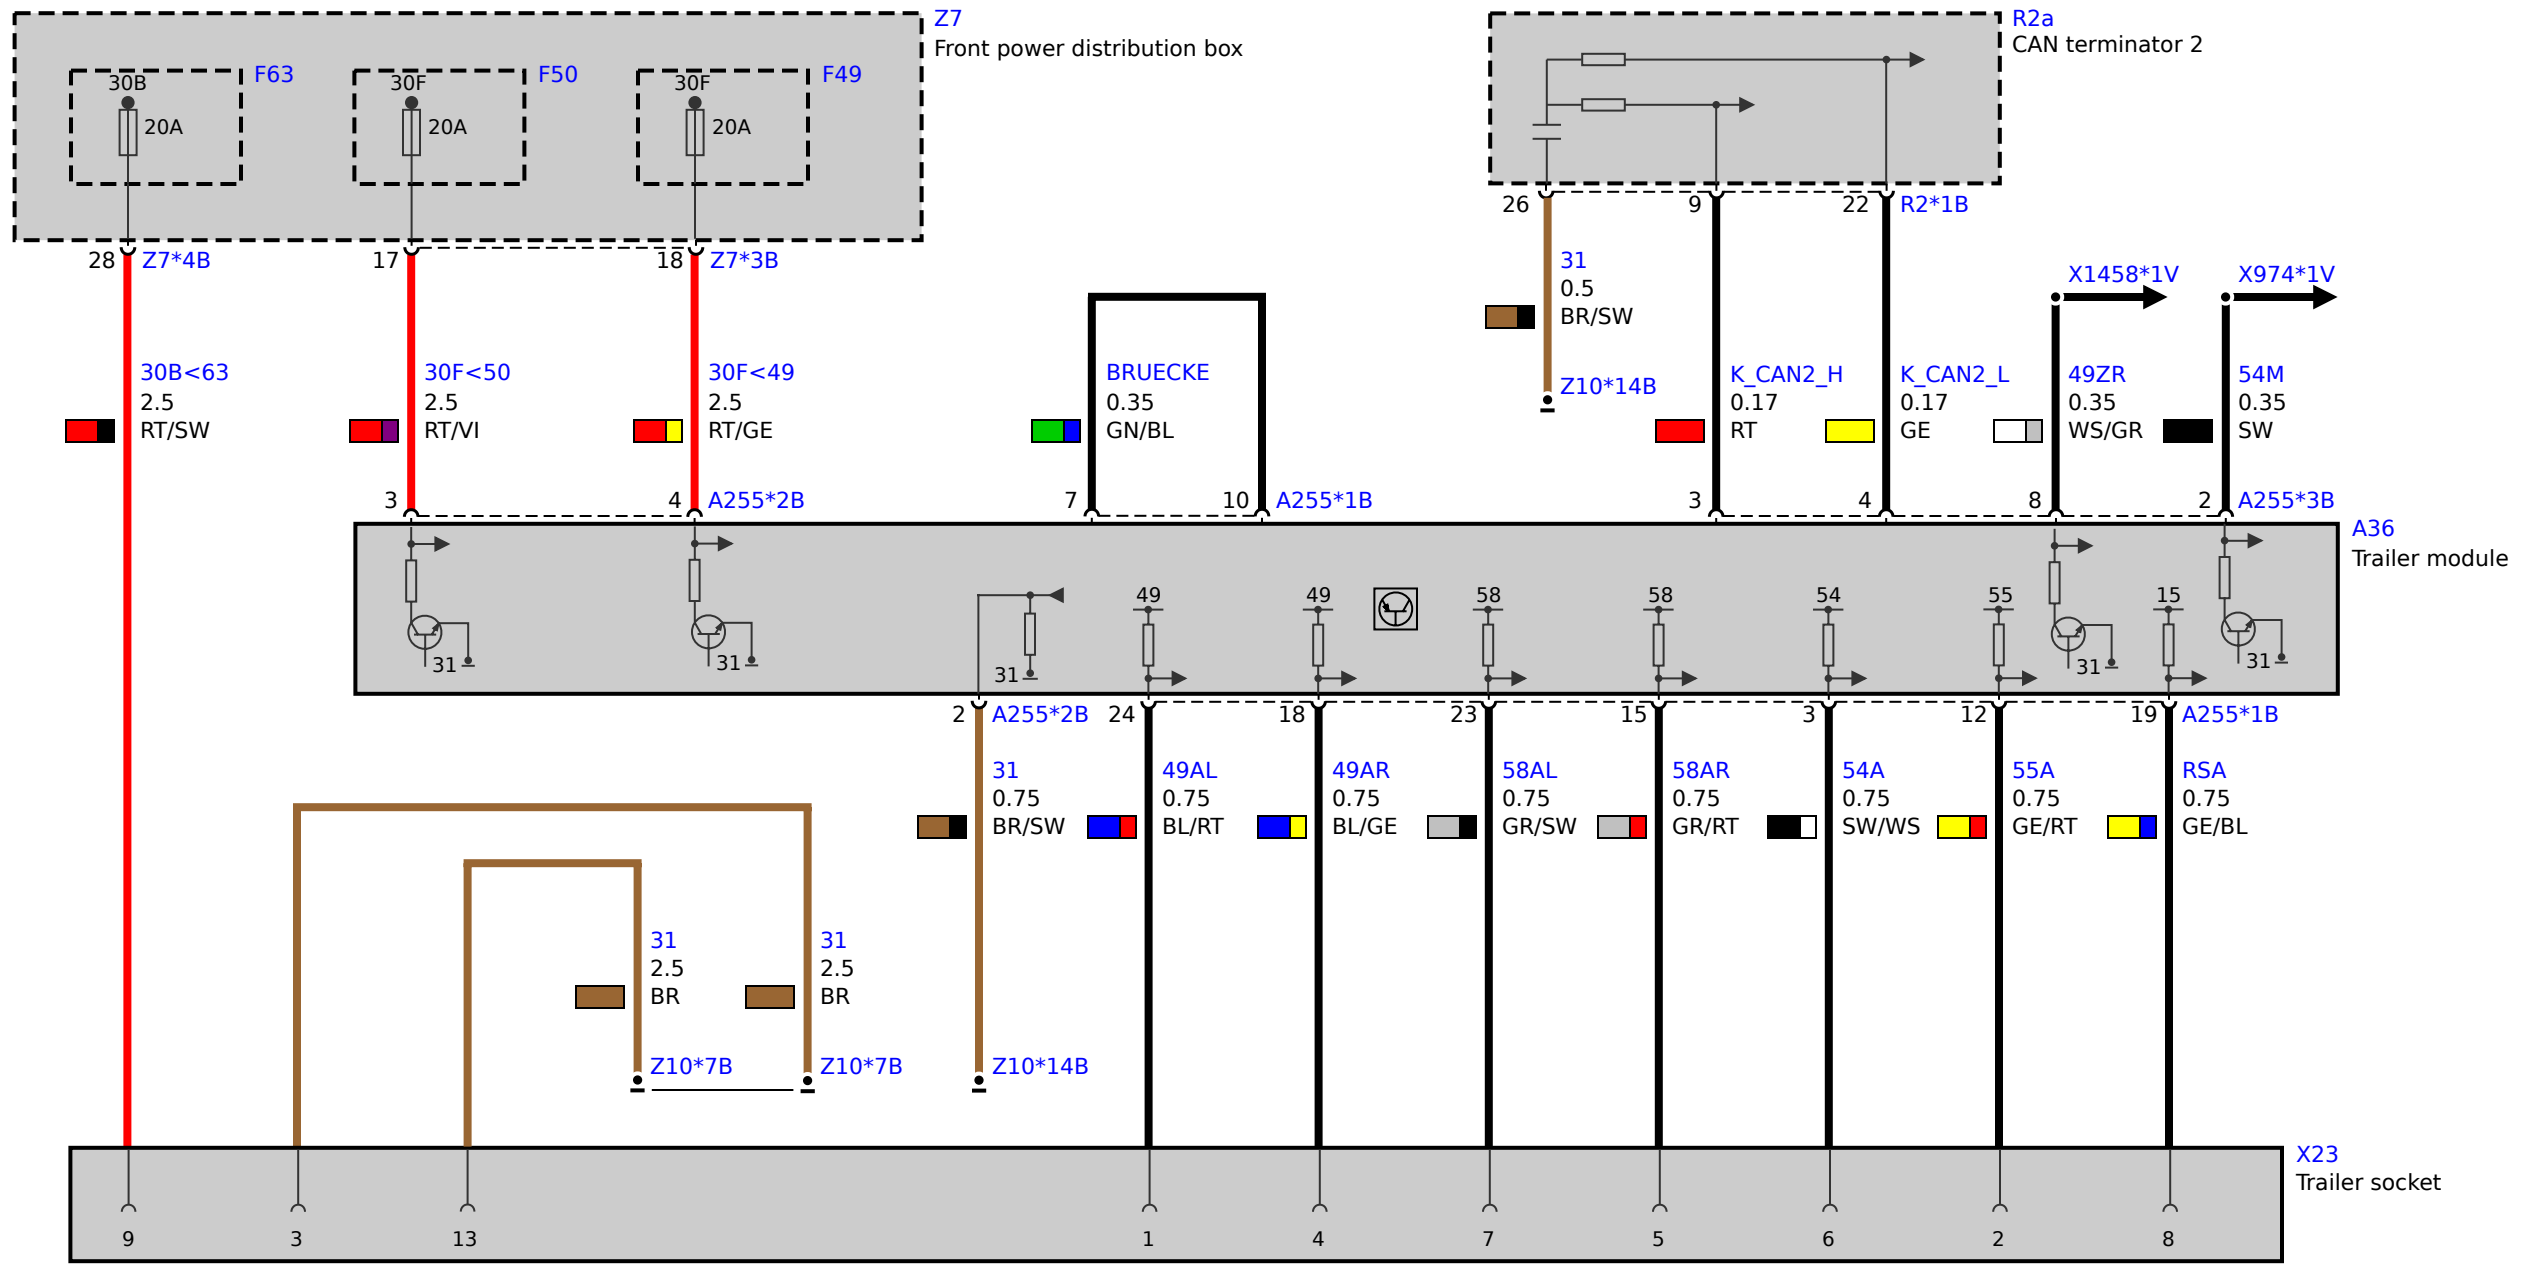 Z7
Front power distribution box
R2a
CAN terminator 2
30B
F63
20A
30F
F50
20A
30F
F49
20A
28
Z7*4B
17
18
Z7*3B
26
9
22
R2*1B
31
0.5
BR/SW
Z10*14B
X1458*1V
X974*1V
30B<63
2.5
RT/SW
30F<50
2.5
RT/VI
30F<49
2.5
RT/GE
BRUECKE
0.35
GN/BL
K_CAN2_H
0.17
RT
K_CAN2_L
0.17
GE
49ZR
0.35
WS/GR
54M
0.35
SW
3
4
A255*2B
7
10
A255*1B
3
4
8
2
A255*3B
A36
Trailer module
31
31
31
49
49
58
58
54
55
15
31
31
2
A255*2B
24
18
23
15
3
12
19
A255*1B
31
0.75
BR/SW
49AL
0.75
BL/RT
49AR
0.75
BL/GE
58AL
0.75
GR/SW
58AR
0.75
GR/RT
54A
0.75
SW/WS
55A
0.75
GE/RT
RSA
0.75
GE/BL
31
2.5
BR
31
2.5
BR
Z10*7B
Z10*7B
Z10*14B
X23
Trailer socket
9
3
13
1
4
7
5
6
2
8